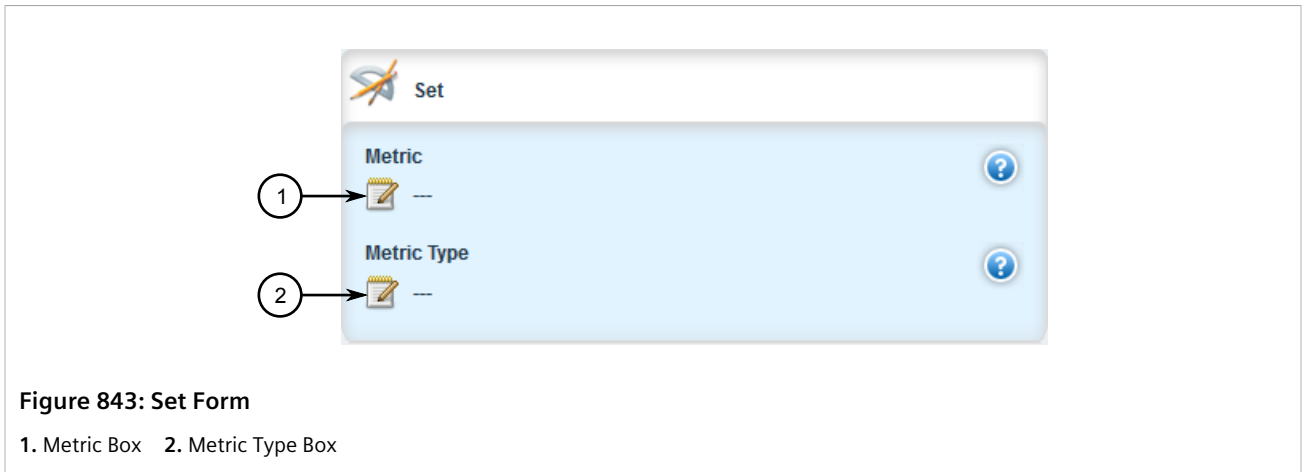 Set
Metric
1
---
Metric Type
2
---
Figure 843: Set Form
1. Metric Box 2. Metric Type Box